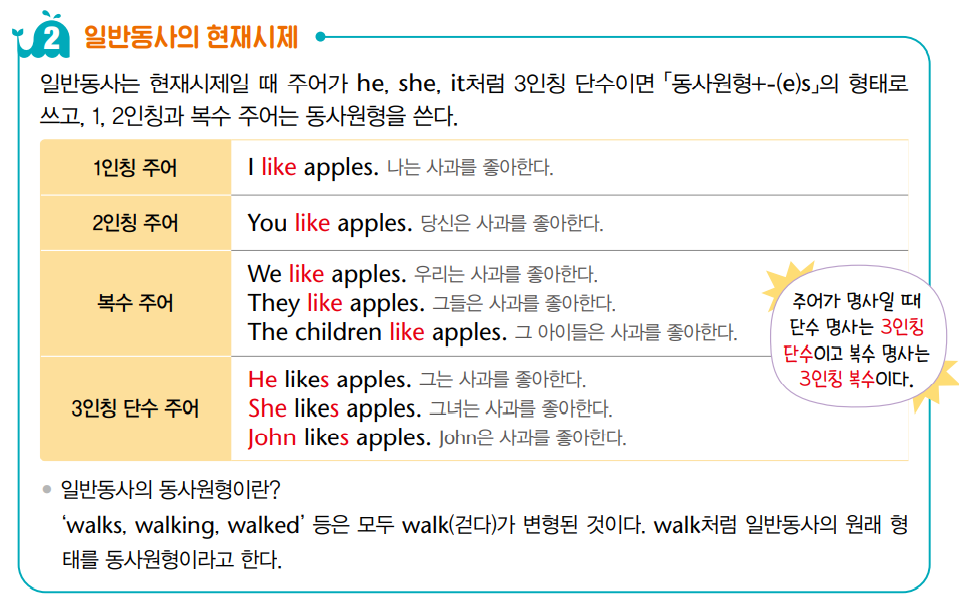 2 일반동사의 현재시제
일반동사는 현재시제일 때 주어가 he, she, it처럼 3인칭 단수이면 「동사원형+-(e)s」의 형태로
쓰고, 1, 2인칭과 복수 주어는 동사원형을 쓴다.
1인칭 주어
I like apples. 나는 사과를 좋아한다.
2인칭 주어
You like apples. 당신은 사과를 좋아한다.
복수 주어
We like apples. 우리는 사과를 좋아한다.
They like apples. 그들은 사과를 좋아한다.
The children like apples. 그 아이들은 사과를 좋아한다.
3인칭 단수 주어
He likes apples. 그는 사과를 좋아한다.
She likes apples. 그녀는 사과를 좋아한다.
John likes apples. John은 사과를 좋아힌다.
주어가 명사일 때
단수 명사는 3인칭
단수이고 복수 명사는
3인칭 복수이다.
일반동사의 동사원형이란?
‘walks, walking, walked’ 등은 모두 walk(걷다)가 변형된 것이다. walk처럼 일반동사의 원래 형
태를 동사원형이라고 한다.